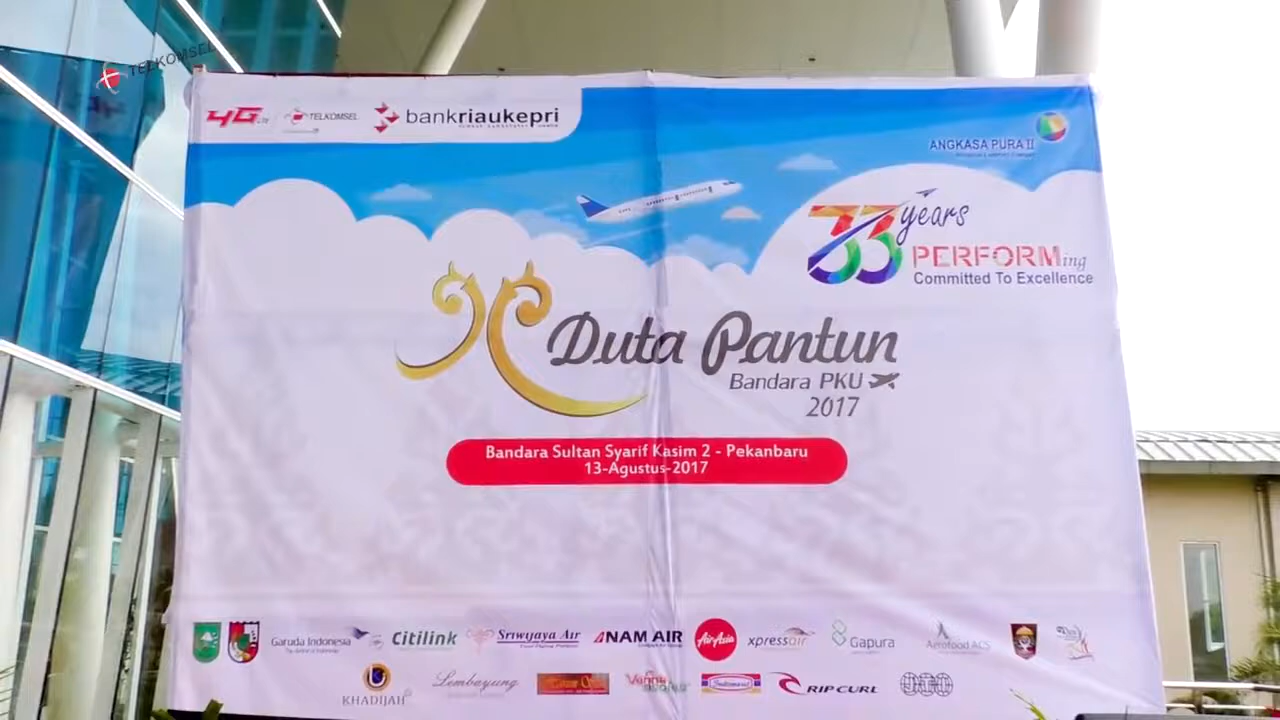 TELKOMSEL
4G LTE
TELKOMSEL
bankriaukepri
ANGKASA PURA II
33 years
PERFORMing
Committed To Excellence
Duta Pantun
Bandara PKU
2017
Bandara Sultan Syarif Kasim 2 - Pekanbaru
13-Agustus-2017
Garuda Indonesia
Citilink
Sriwijaya Air
NAM AIR
AirAsia
xpressair
Gapura
Aerofood ACS
KHADIJAH
Lembayung
Indomaret
RIP CURL